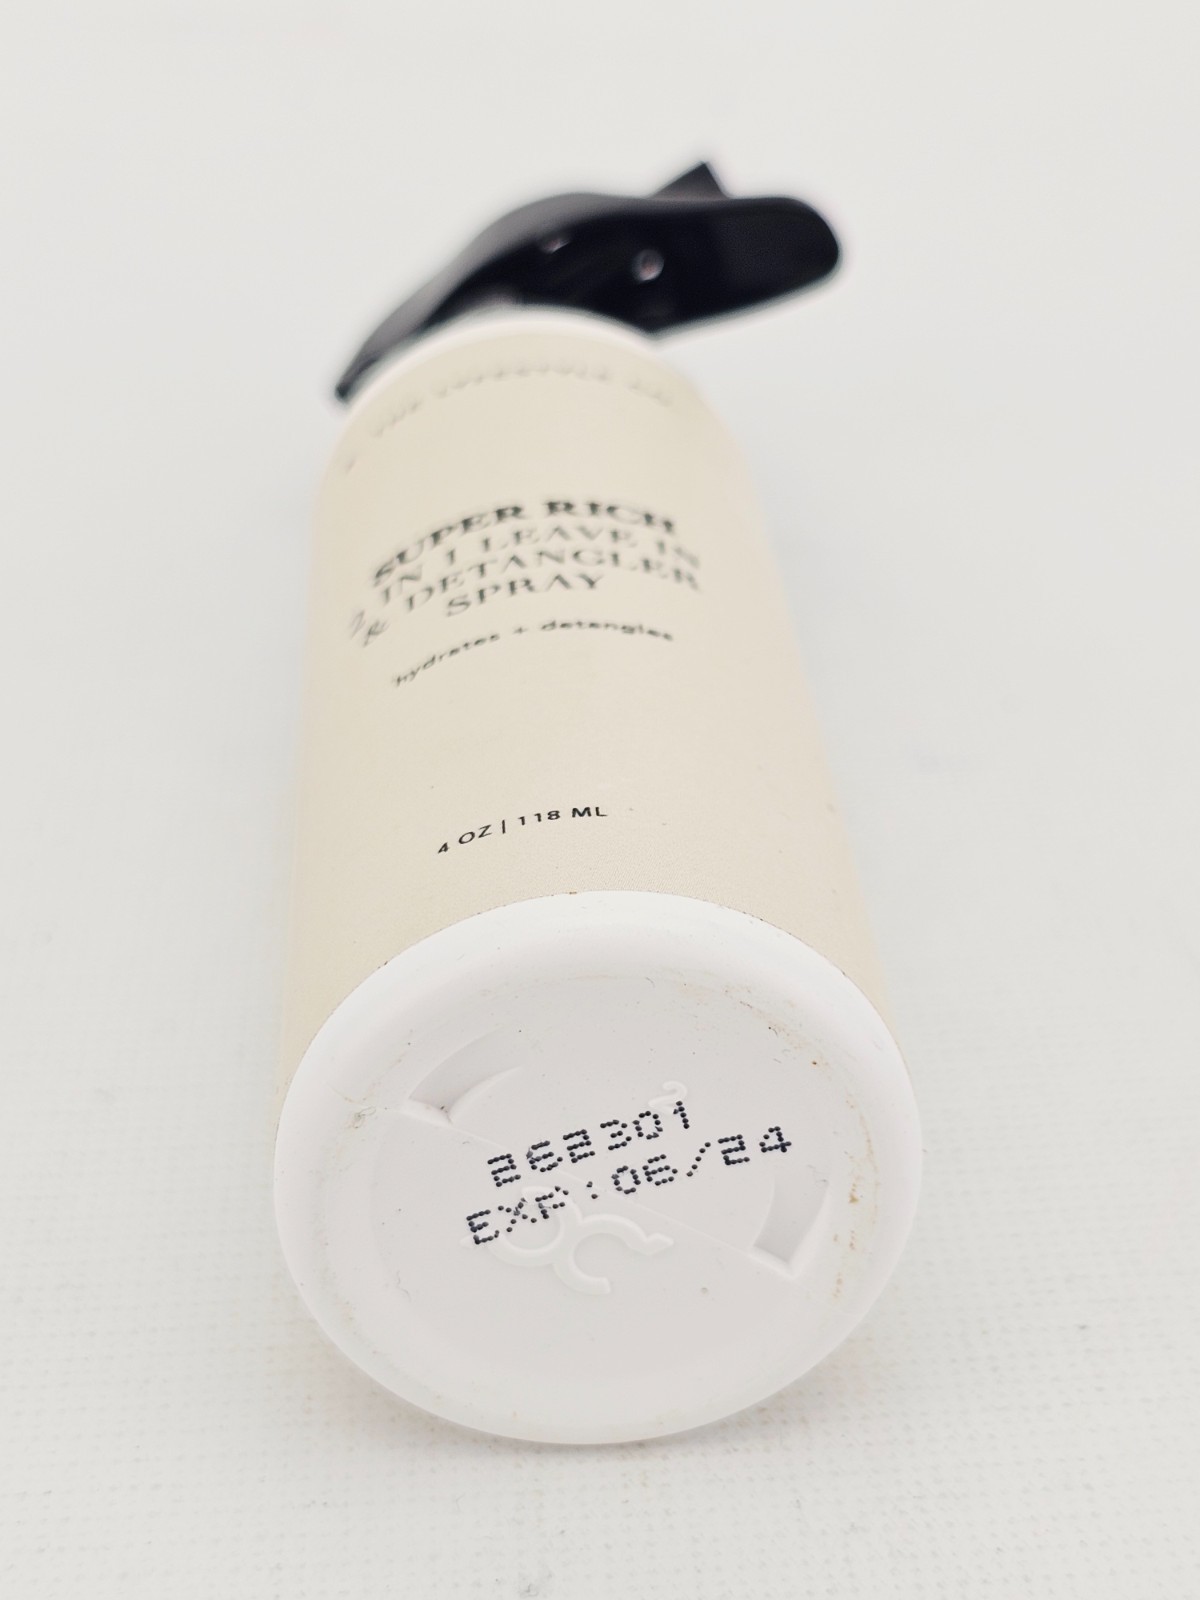 SUPER RICH
2 IN 1 LEAVE IN
& DETANGLER
SPRAY
hydrates + detangles
4 OZ | 118 ML
262301
EXP:06/24